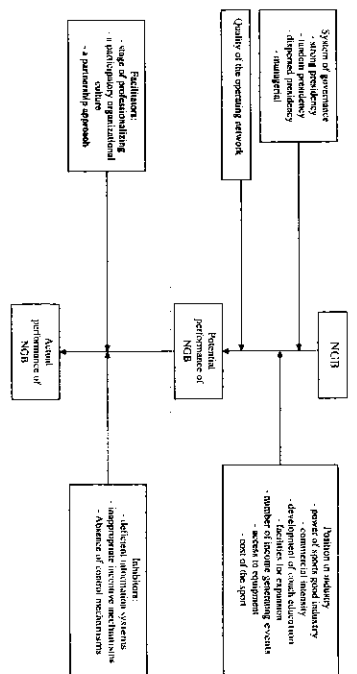 System of governance
- strong presidency
- tandem presidency
- dispersed presidency
- managerial
Quality of the operating network
Facilitators:
- stage of professionalizing
- a participatory organizational
culture
- a partnership approach
NGB
Potential
performance of
NGB
Actual
performance of
NGB
Position in industry
- power of sports good industry
- commercial intensity
- development of coach education
- facilities for expansion
- number of income generating events
- access to equipment
- cost of the sport
Inhibitors:
- deficient information systems
- inappropriate incentive mechanisms
- Absence of control mechanisms